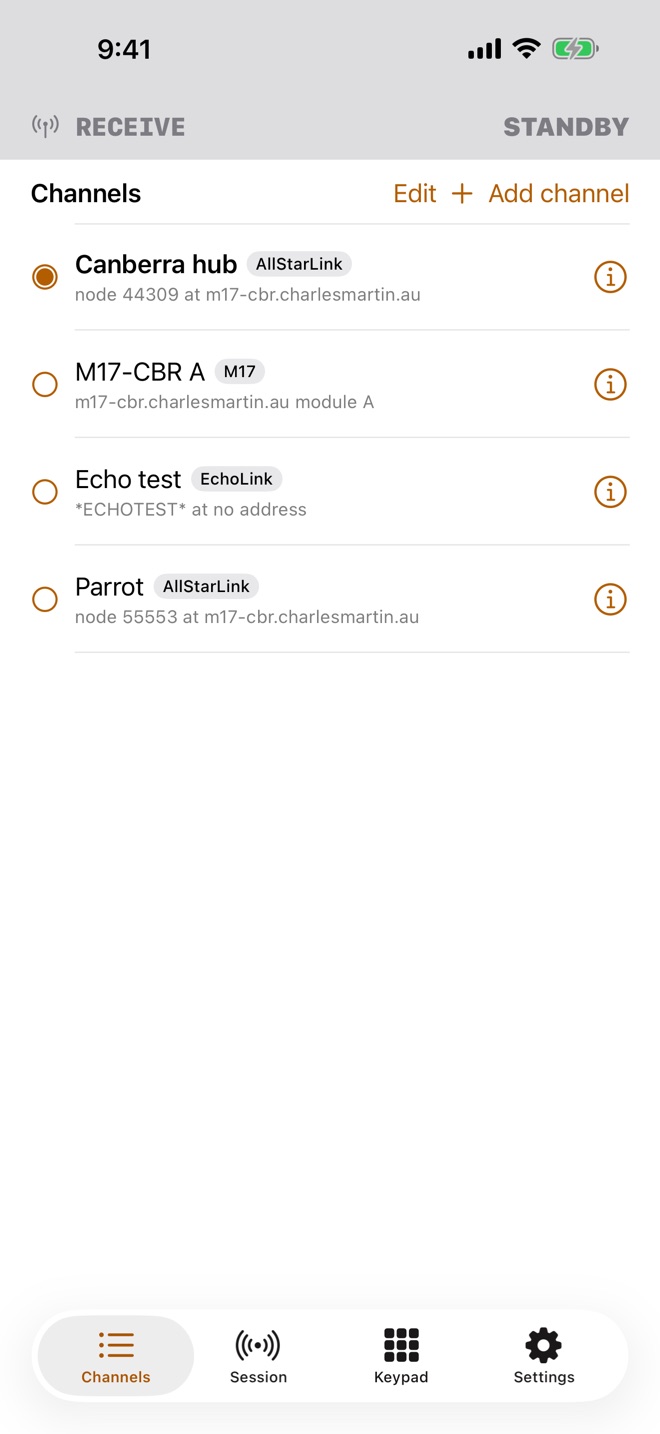 9:41
RECEIVE STANDBY
Channels Edit + Add channel
Canberra hub AllStarLink
node 44309 at m17-cbr.charlesmartin.au
M17-CBR A M17
m17-cbr.charlesmartin.au module A
Echo test EchoLink
*ECHOTEST* at no address
Parrot AllStarLink
node 55553 at m17-cbr.charlesmartin.au
Channels Session Keypad Settings